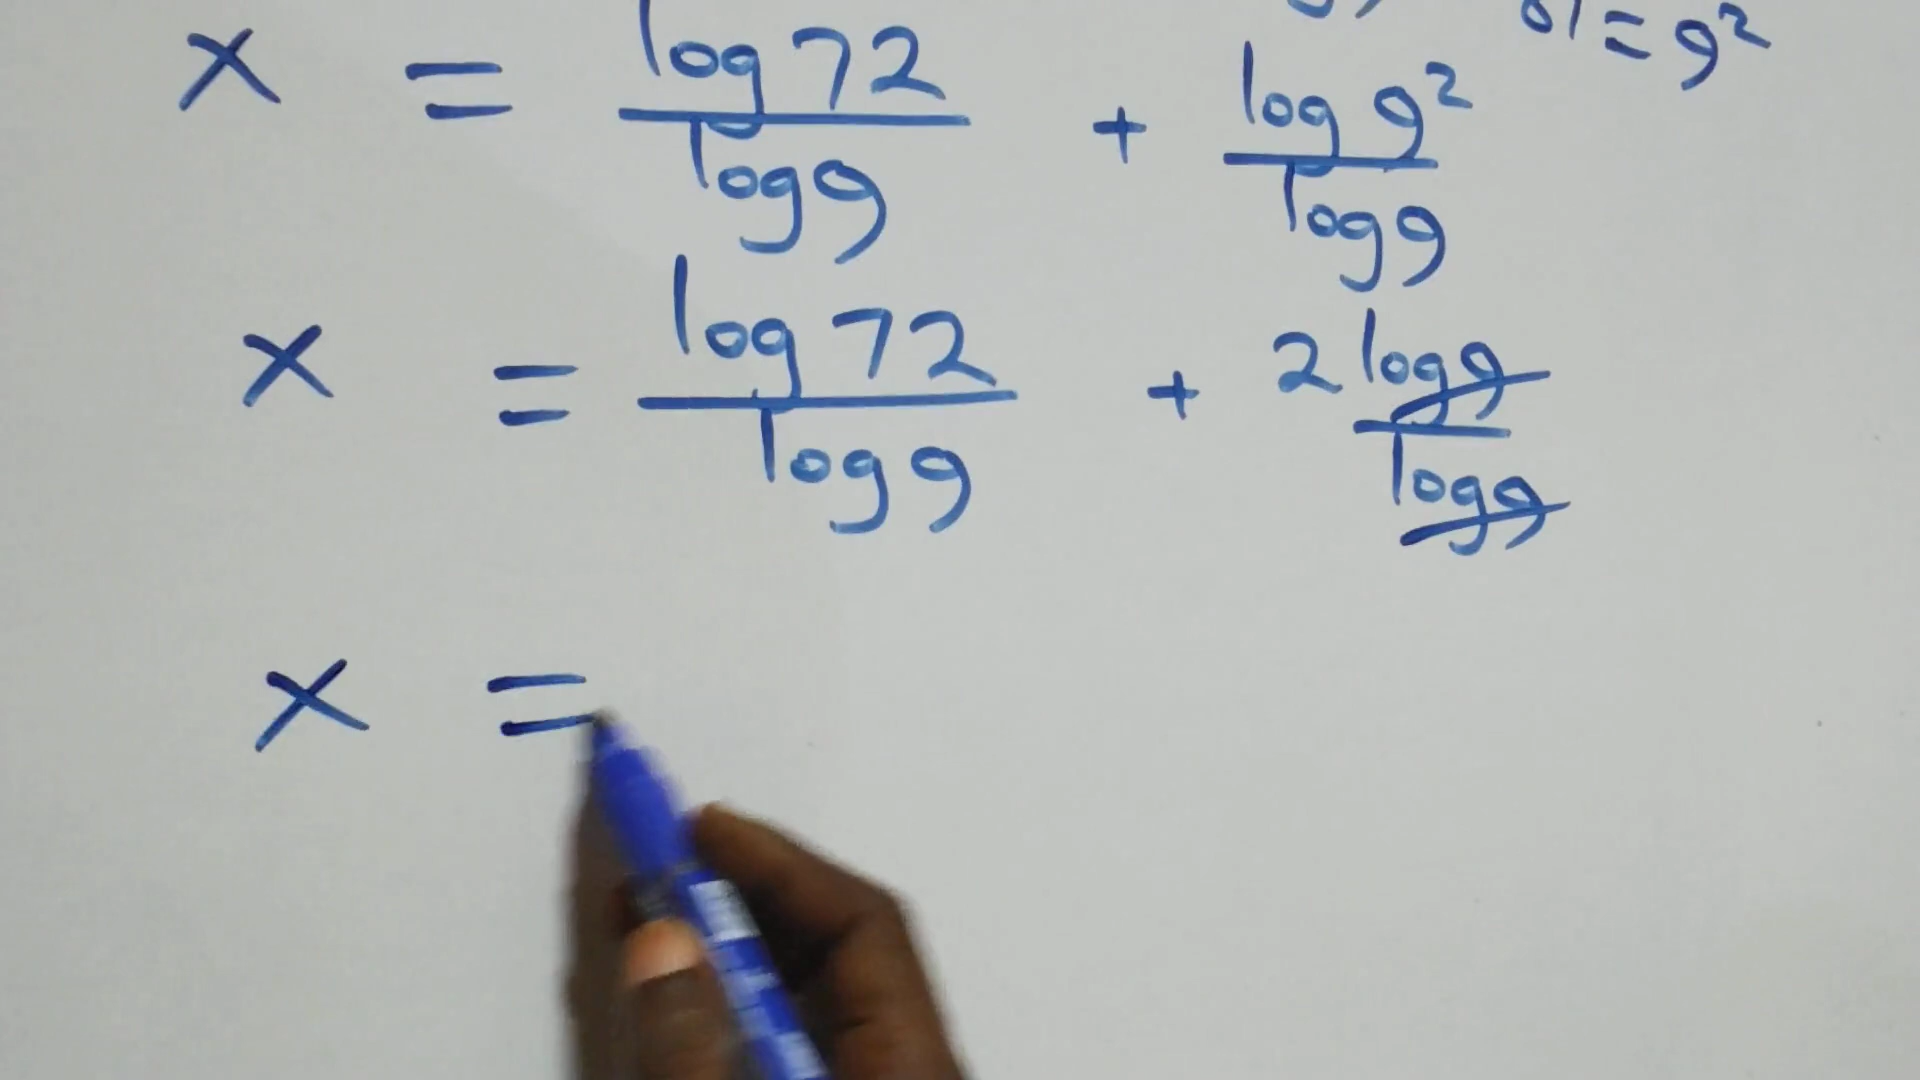 81 = 9²
x = log 72 / log 9 + log 9² / log 9
x = log 72 / log 9 + 2 log 9 / log 9
x =